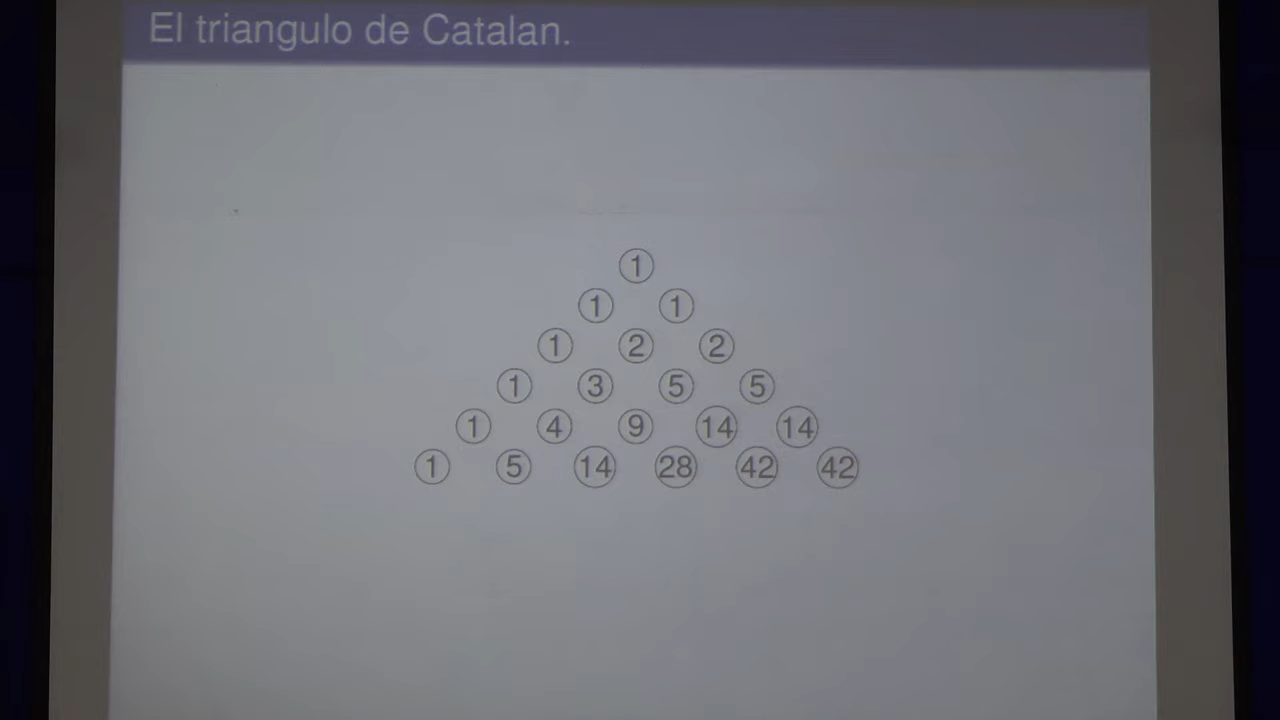 El triangulo de Catalan.
1
1 1
1 2 2
1 3 5 5
1 4 9 14 14
1 5 14 28 42 42